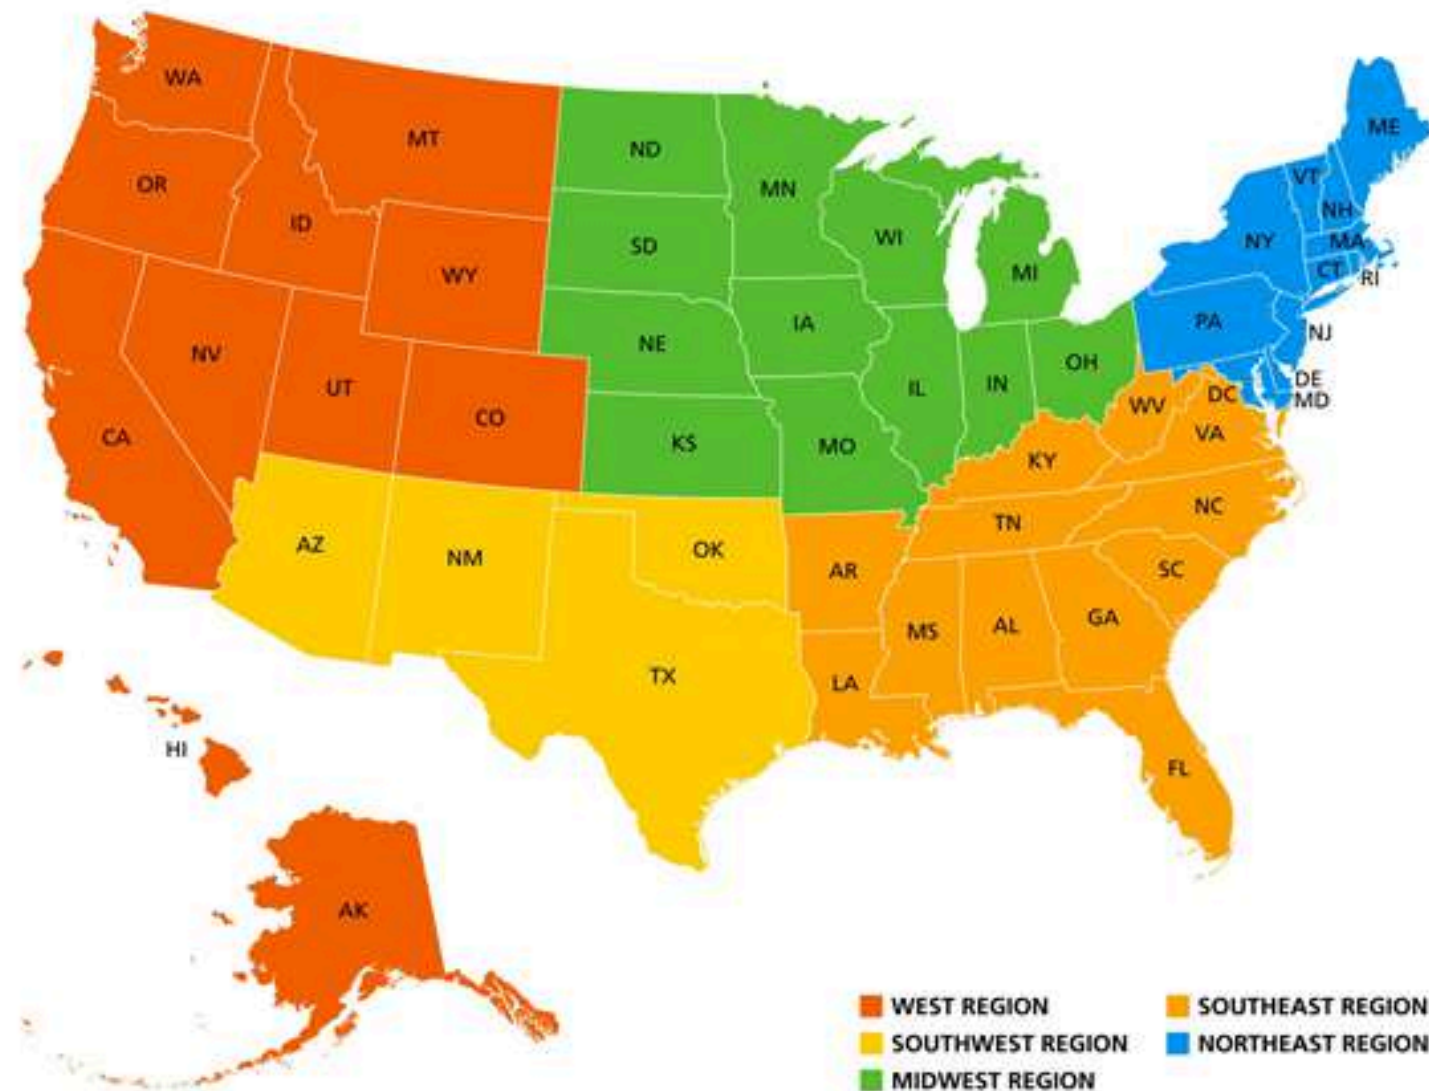 WA
MT
ND
MN
ME
OR
ID
VT
NH
SD
WI
NY
MA
WY
MI
CT
RI
NV
NE
IA
PA
NJ
UT
CO
IL
IN
OH
DE
MD
DC
WV
CA
KS
MO
KY
VA
AZ
NM
OK
TN
NC
AR
SC
MS
AL
GA
TX
LA
HI
FL
AK
WEST REGION
SOUTHWEST REGION
MIDWEST REGION
SOUTHEAST REGION
NORTHEAST REGION